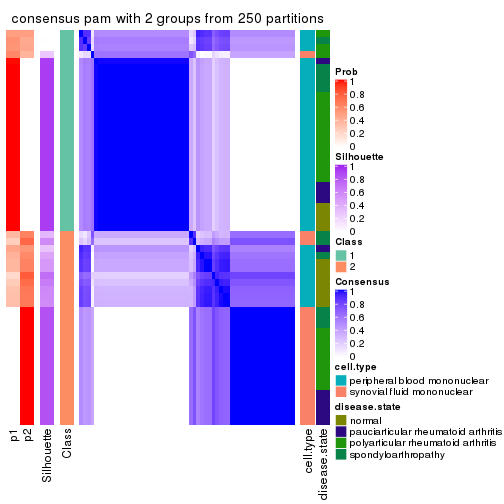 consensus pam with 2 groups from 250 partitions
Prob
1
0.8
0.6
0.4
0.2
0
Silhouette
1
0.8
0.6
0.4
0.2
0
Class
1
2
Consensus
1
0.8
0.6
0.4
0.2
0
cell.type
peripheral blood mononuclear
synovial fluid mononuclear
disease.state
normal
pauciarticular rheumatoid arthritis
polyarticular rheumatoid arthritis
spondyloarthropathy
p1
p2
Silhouette
Class
cell.type
disease.state